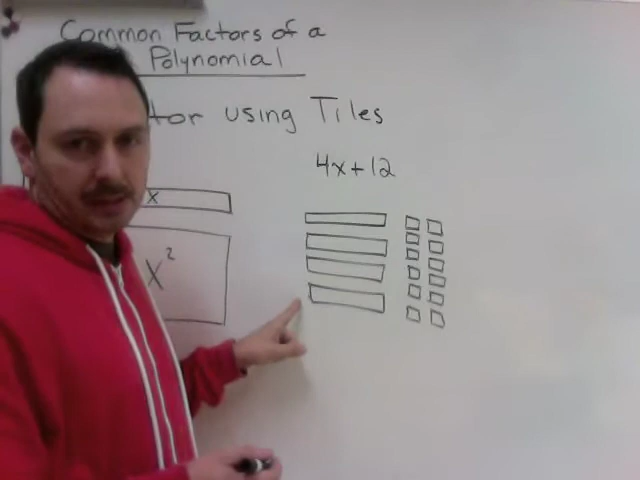 Common Factors of a
Polynomial
tor using Tiles
4x+12
x
x²